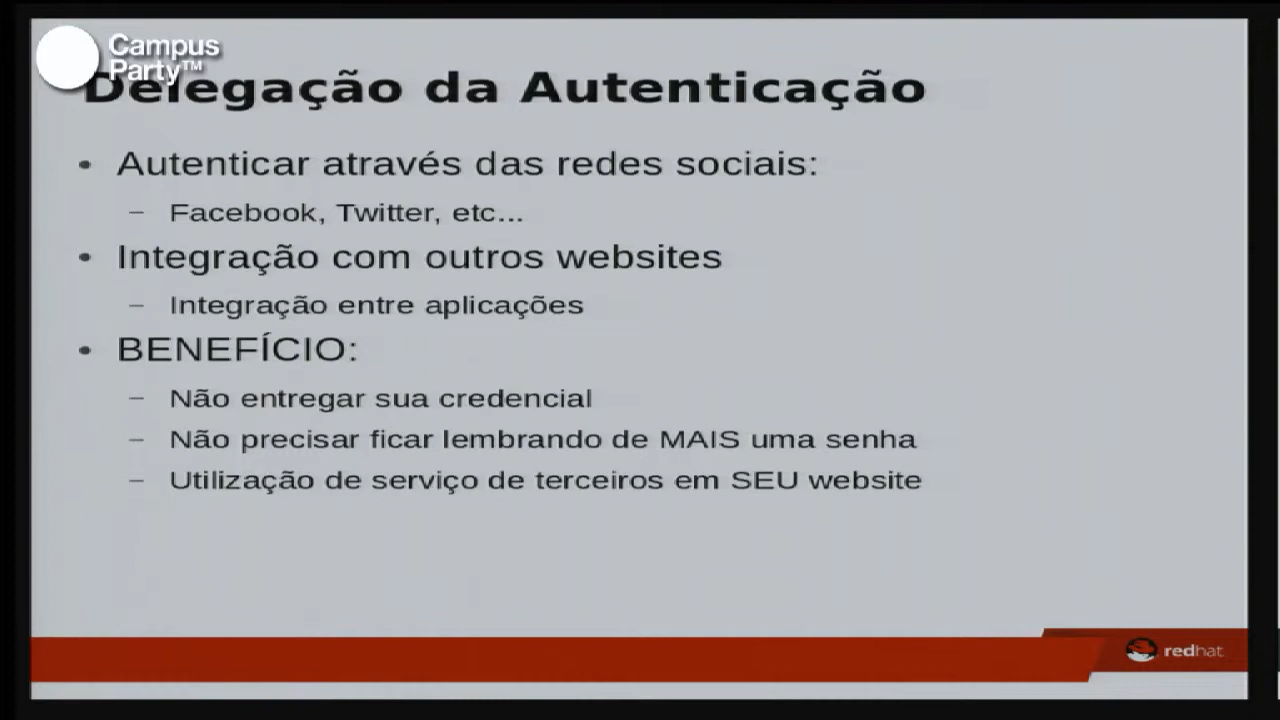 Campus
Party™
Delegação da Autenticação
• Autenticar através das redes sociais:
– Facebook, Twitter, etc...
• Integração com outros websites
– Integração entre aplicações
• BENEFÍCIO:
– Não entregar sua credencial
– Não precisar ficar lembrando de MAIS uma senha
– Utilização de serviço de terceiros em SEU website
redhat